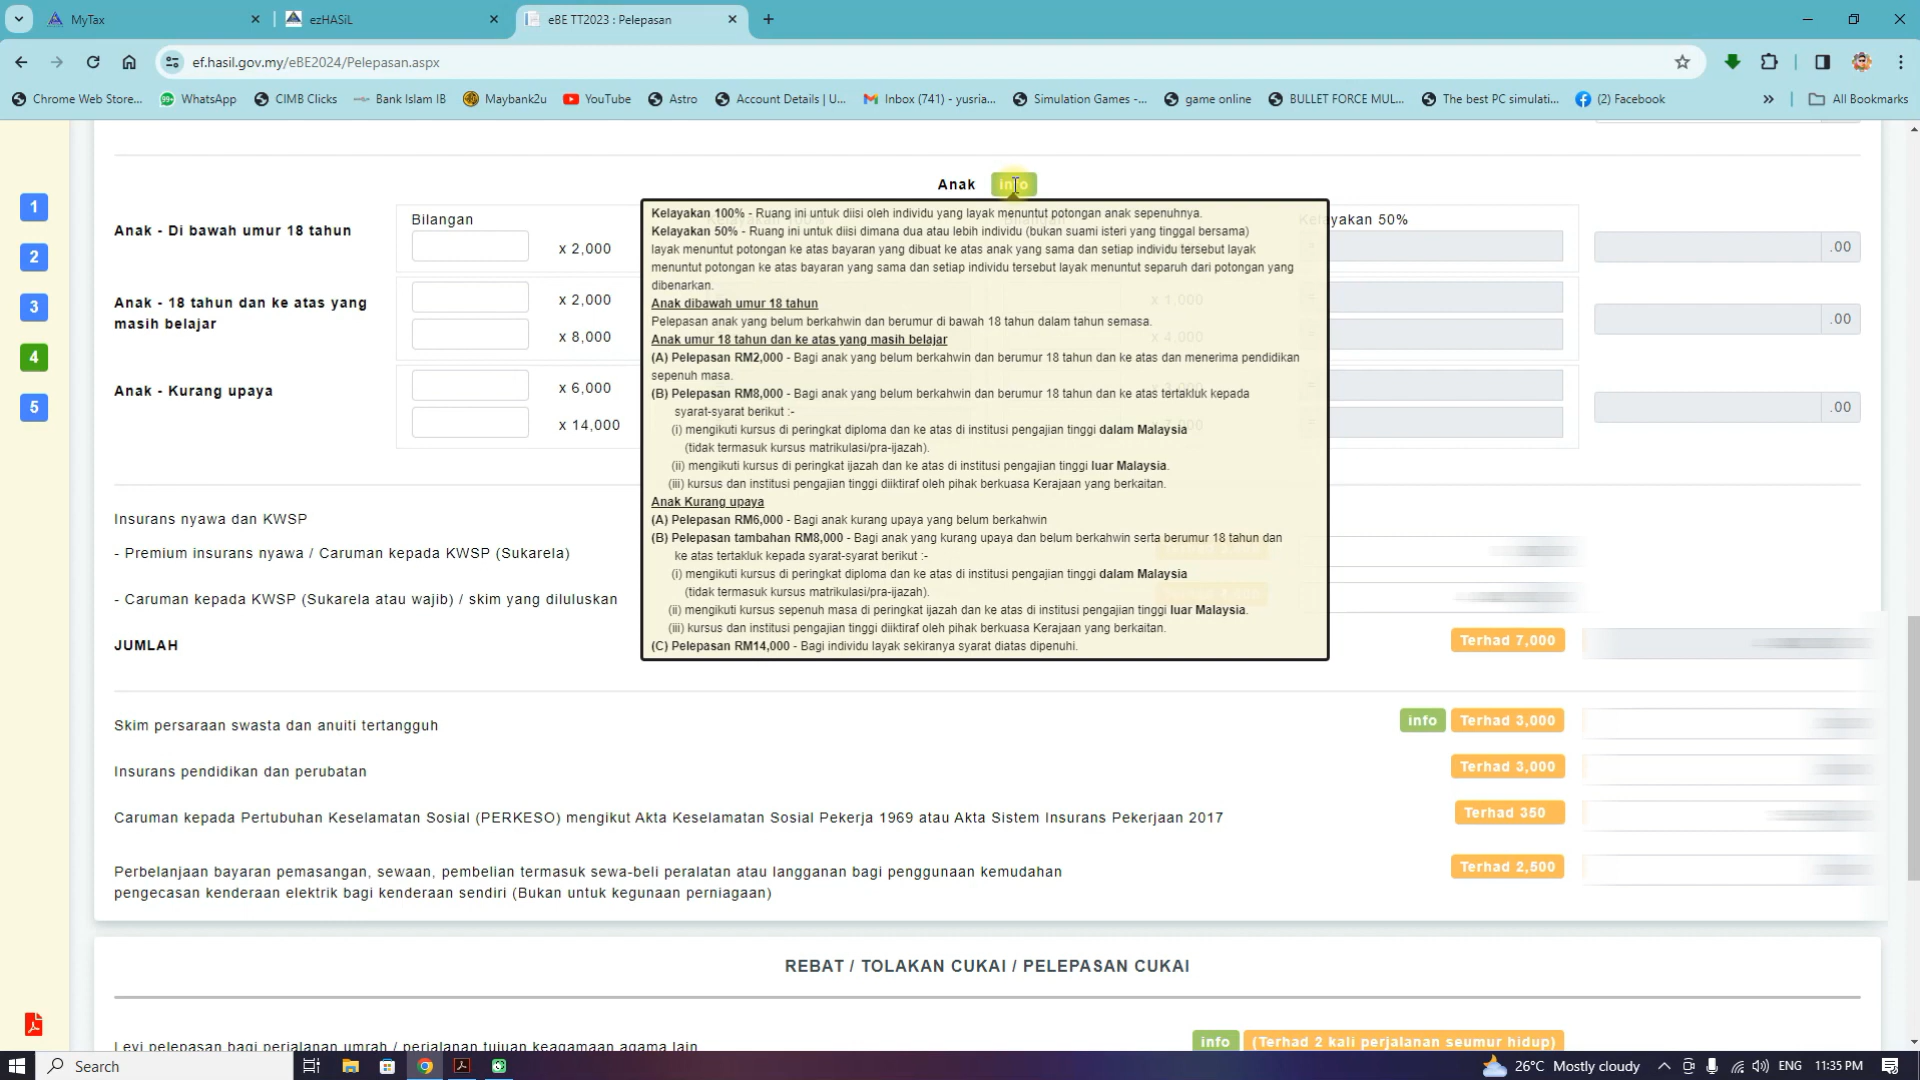 MyTax
ezHASiL
eBE TT2023 : Pelepasan
ef.hasil.gov.my/eBE2024/Pelepasan.aspx
Chrome Web Store...
WhatsApp
CIMB Clicks
Bank Islam IB
Maybank2u
YouTube
Astro
Account Details | U...
Inbox (741) - yusria...
Simulation Games -...
game online
BULLET FORCE MUL...
The best PC simulati...
(2) Facebook
All Bookmarks
1
2
3
4
5
Anak info
Kelayakan 100% - Ruang ini untuk diisi oleh individu yang layak menuntut potongan anak sepenuhnya.
Kelayakan 50% - Ruang ini untuk diisi dimana dua atau lebih individu (bukan suami isteri yang tinggal bersama)
layak menuntut potongan ke atas bayaran yang dibuat ke atas anak yang sama dan setiap individu tersebut layak
menuntut potongan ke atas bayaran yang sama dan setiap individu tersebut layak menuntut separuh dari potongan yang
dibenarkan.
Anak dibawah umur 18 tahun
Pelepasan anak yang belum berkahwin dan berumur di bawah 18 tahun dalam tahun semasa.
Anak umur 18 tahun dan ke atas yang masih belajar
(A) Pelepasan RM2,000 - Bagi anak yang belum berkahwin dan berumur 18 tahun dan ke atas dan menerima pendidikan
sepenuh masa.
(B) Pelepasan RM8,000 - Bagi anak yang belum berkahwin dan berumur 18 tahun dan ke atas tertakluk kepada
syarat-syarat berikut :-
(i) mengikuti kursus di peringkat diploma dan ke atas di institusi pengajian tinggi dalam Malaysia
(tidak termasuk kursus matrikulasi/pra-ijazah).
(ii) mengikuti kursus di peringkat ijazah dan ke atas di institusi pengajian tinggi luar Malaysia.
(iii) kursus dan institusi pengajian tinggi diiktiraf oleh pihak berkuasa Kerajaan yang berkaitan.
Anak Kurang upaya
(A) Pelepasan RM6,000 - Bagi anak kurang upaya yang belum berkahwin
(B) Pelepasan tambahan RM8,000 - Bagi anak yang kurang upaya dan belum berkahwin serta berumur 18 tahun dan
ke atas tertakluk kepada syarat-syarat berikut :-
(i) mengikuti kursus di peringkat diploma dan ke atas di institusi pengajian tinggi dalam Malaysia
(tidak termasuk kursus matrikulasi/pra-ijazah).
(ii) mengikuti kursus sepenuh masa di peringkat ijazah dan ke atas di institusi pengajian tinggi luar Malaysia.
(iii) kursus dan institusi pengajian tinggi diiktiraf oleh pihak berkuasa Kerajaan yang berkaitan.
(C) Pelepasan RM14,000 - Bagi individu layak sekiranya syarat diatas dipenuhi.
Bilangan
Kelayakan 50%
Anak - Di bawah umur 18 tahun
x 2,000
.00
Anak - 18 tahun dan ke atas yang
masih belajar
x 2,000
x 1,000
x 8,000
x 4,000
.00
Anak - Kurang upaya
x 6,000
x 14,000
.00
Insurans nyawa dan KWSP
- Premium insurans nyawa / Caruman kepada KWSP (Sukarela)
- Caruman kepada KWSP (Sukarela atau wajib) / skim yang diluluskan
JUMLAH
Terhad 7,000
Skim persaraan swasta dan anuiti tertangguh
info
Terhad 3,000
Insurans pendidikan dan perubatan
Terhad 3,000
Caruman kepada Pertubuhan Keselamatan Sosial (PERKESO) mengikut Akta Keselamatan Sosial Pekerja 1969 atau Akta Sistem Insurans Pekerjaan 2017
Terhad 350
Perbelanjaan bayaran pemasangan, sewaan, pembelian termasuk sewa-beli peralatan atau langganan bagi penggunaan kemudahan
pengecasan kenderaan elektrik bagi kenderaan sendiri (Bukan untuk kegunaan perniagaan)
Terhad 2,500
REBAT / TOLAKAN CUKAI / PELEPASAN CUKAI
Levi pelepasan bagi perjalanan umrah / perjalanan tujuan keagamaan agama lain
info
(Terhad 2 kali perjalanan seumur hidup)
Search
26°C Mostly cloudy
ENG
11:35 PM